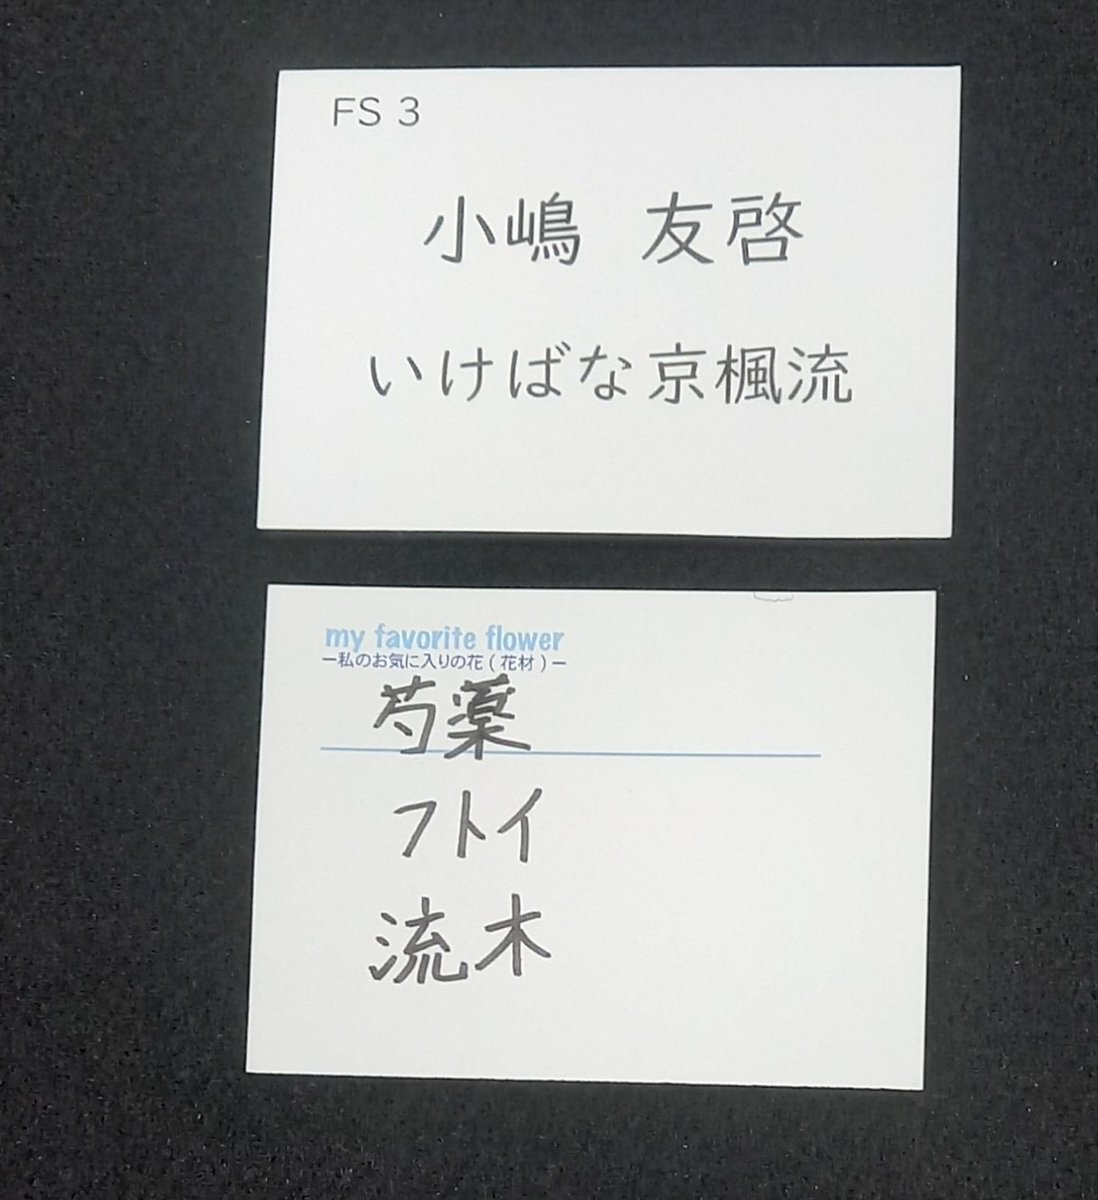 FS 3
小嶋 友啓
いけばな京楓流
my favorite flower
ー私のお気に入りの花(花材)ー
芍薬
フトイ
流木